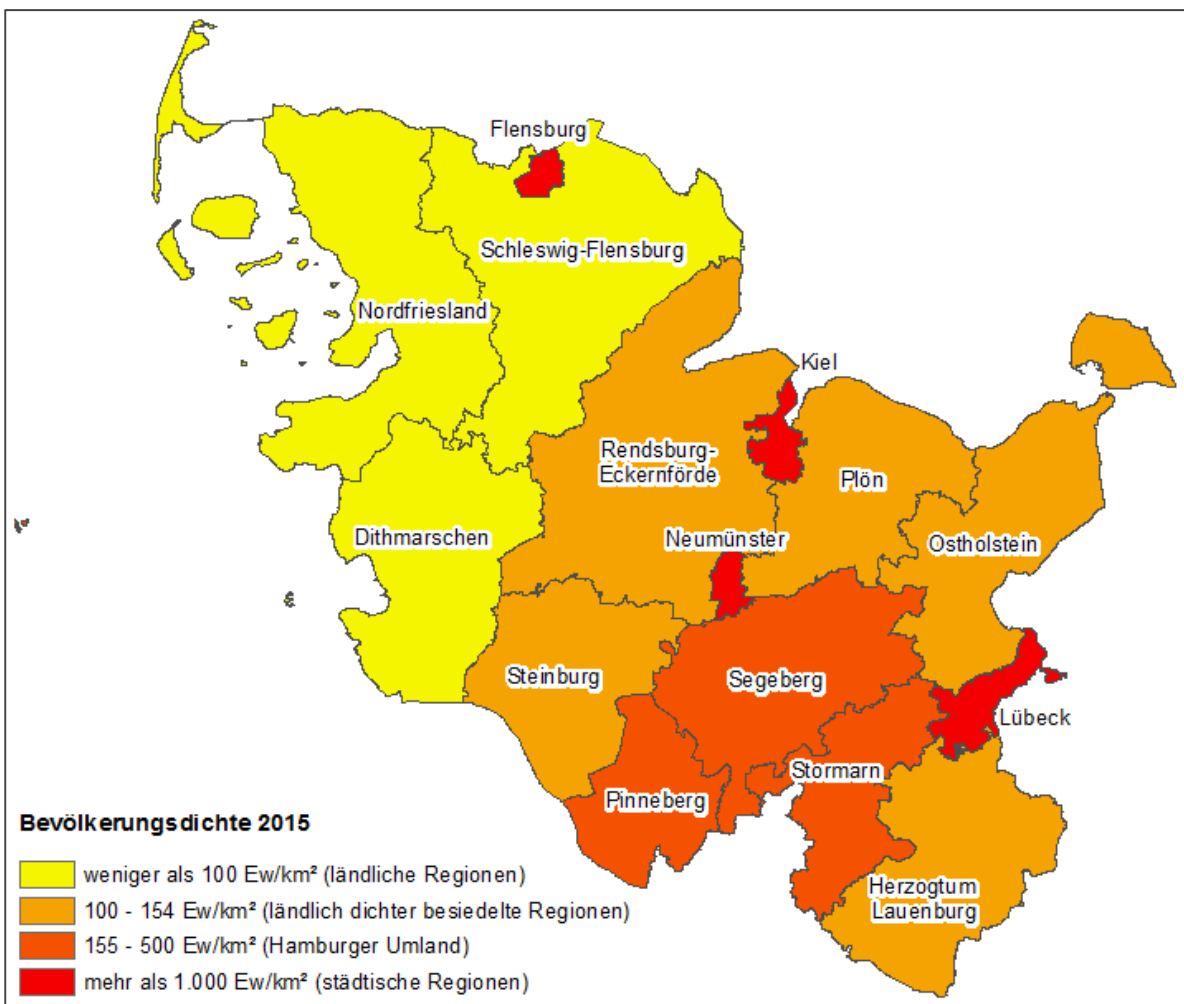 Flensburg
Schleswig-Flensburg
Nordfriesland
Kiel
Rendsburg-
Eckernförde
Plön
Neumünster
Dithmarschen
Ostholstein
Steinburg
Segeberg
Lübeck
Stormarn
Pinneberg
Herzogtum
Lauenburg
Bevölkerungsdichte 2015
weniger als 100 Ew/km² (ländliche Regionen)
100 - 154 Ew/km² (ländlich dichter besiedelte Regionen)
155 - 500 Ew/km² (Hamburger Umland)
mehr als 1.000 Ew/km² (städtische Regionen)